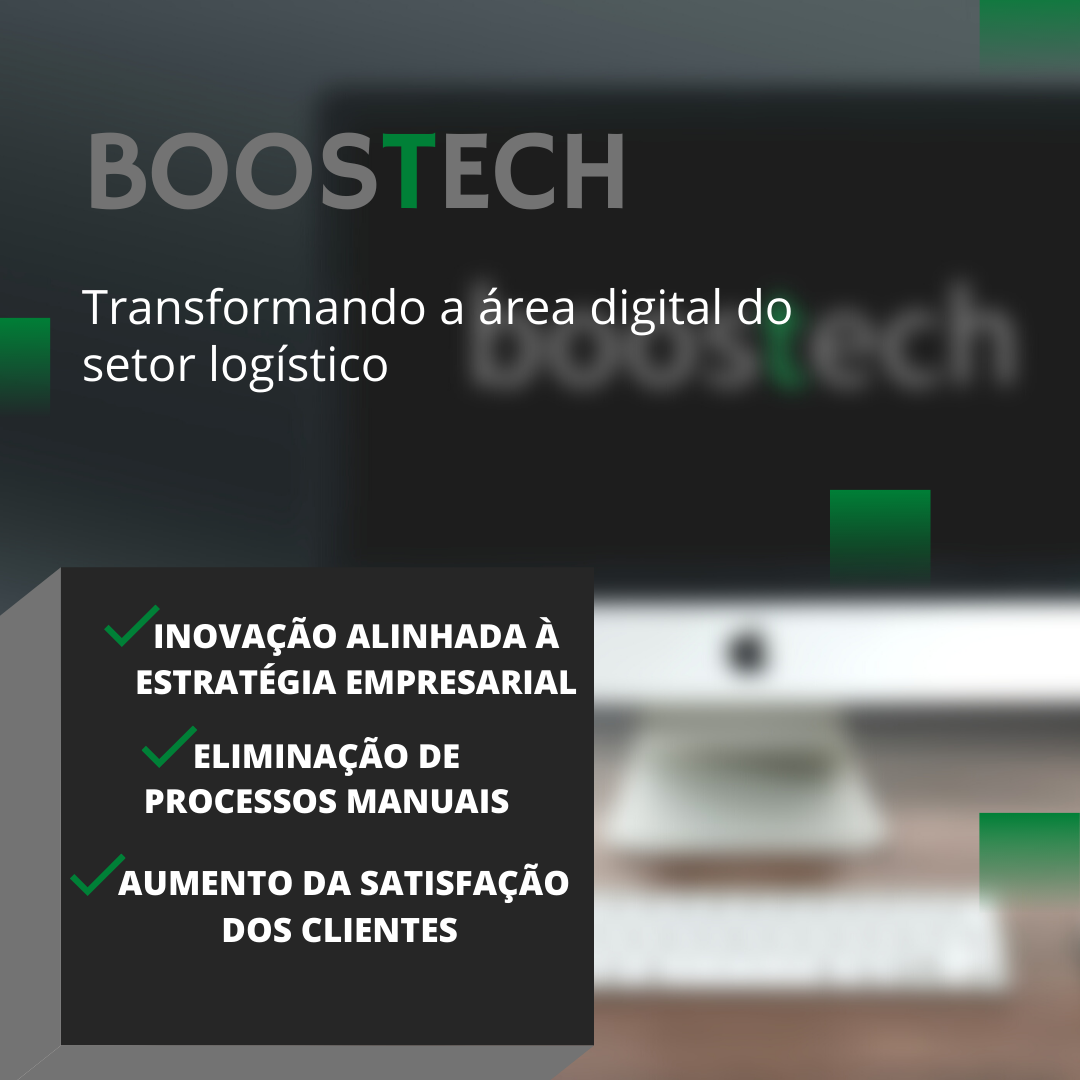 BOOSTECH
Transformando a área digital do
setor logístico
boostech
INOVAÇÃO ALINHADA À
ESTRATÉGIA EMPRESARIAL
ELIMINAÇÃO DE
PROCESSOS MANUAIS
AUMENTO DA SATISFAÇÃO
DOS CLIENTES